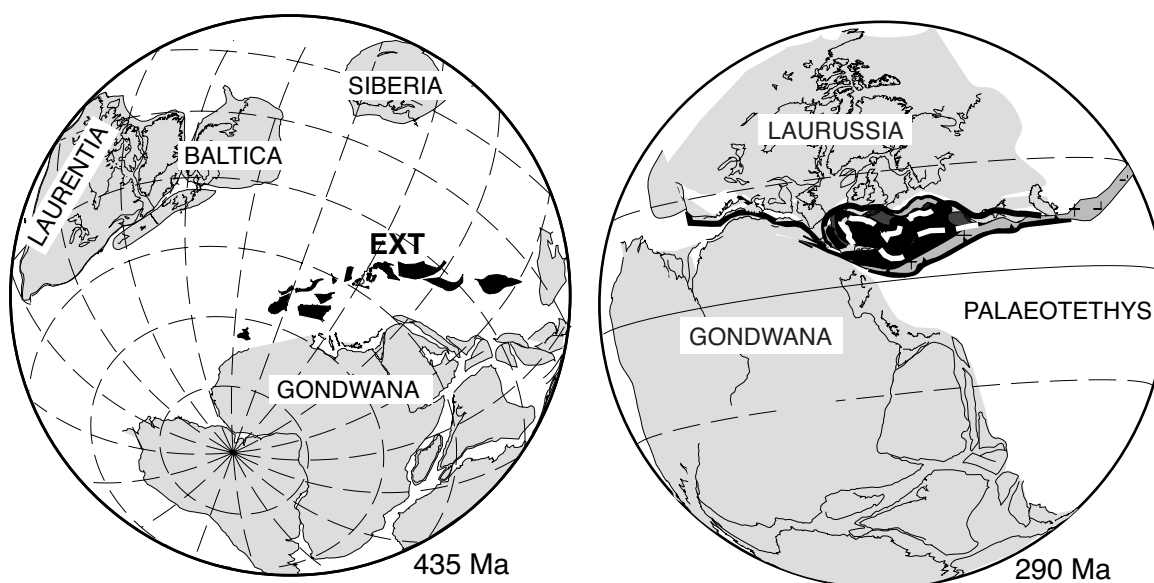 SIBERIA
BALTICA
LAURENTIA
EXT
GONDWANA
435 Ma
LAURUSSIA
PALAEOTETHYS
GONDWANA
290 Ma